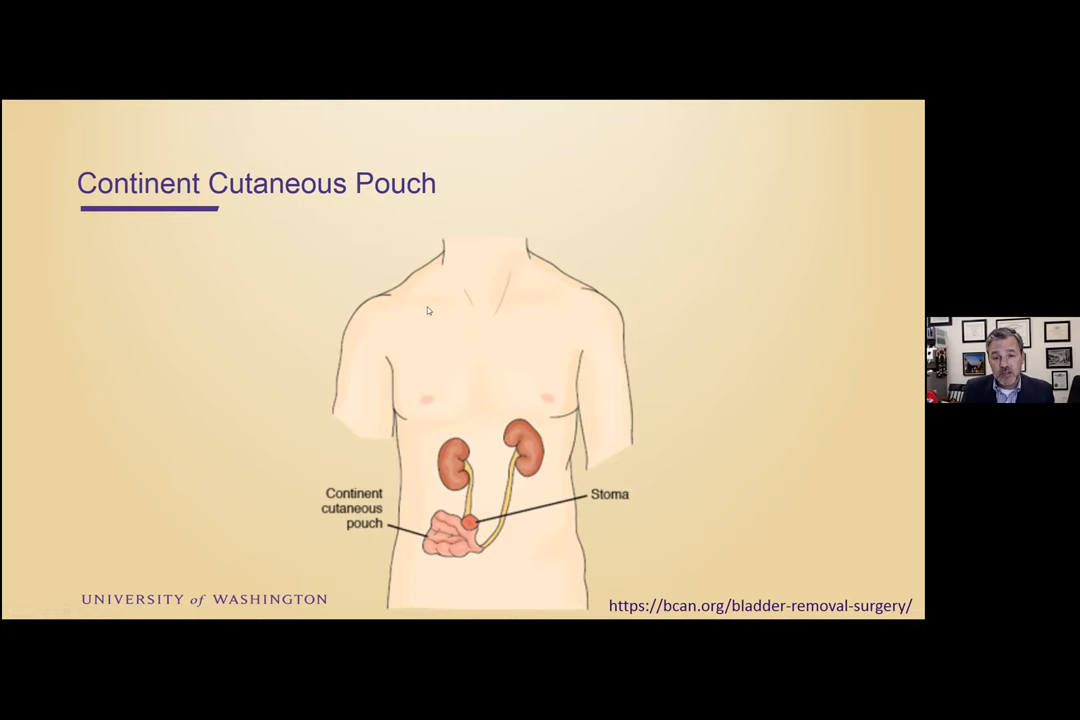 Continent Cutaneous Pouch
Continent
cutaneous
pouch
Stoma
UNIVERSITY of WASHINGTON
https://bcan.org/bladder-removal-surgery/